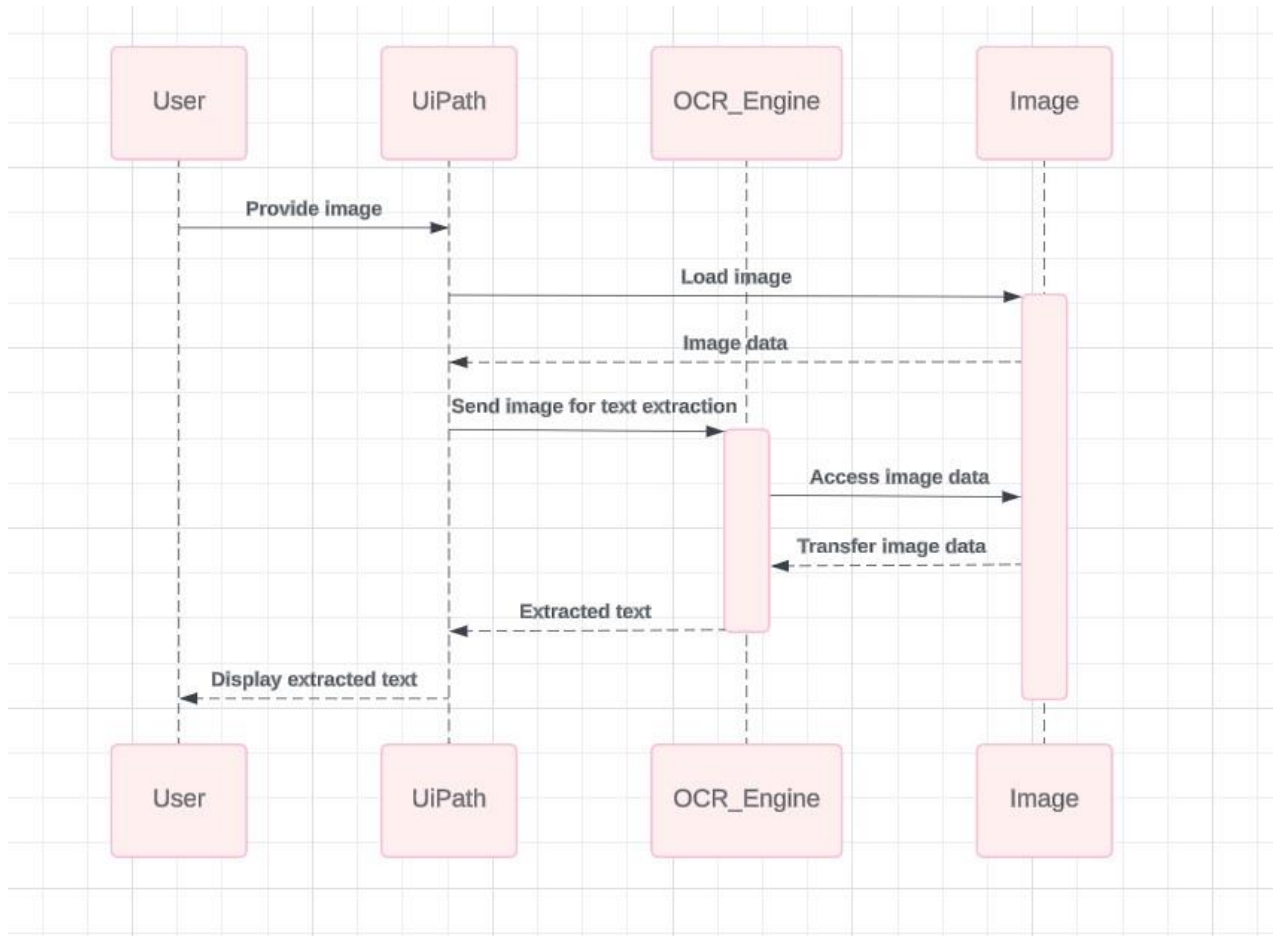 User
UiPath
OCR_Engine
Image
Provide image
Load image
Image data
Send image for text extraction
Access image data
Transfer image data
Extracted text
Display extracted text
User
UiPath
OCR_Engine
Image